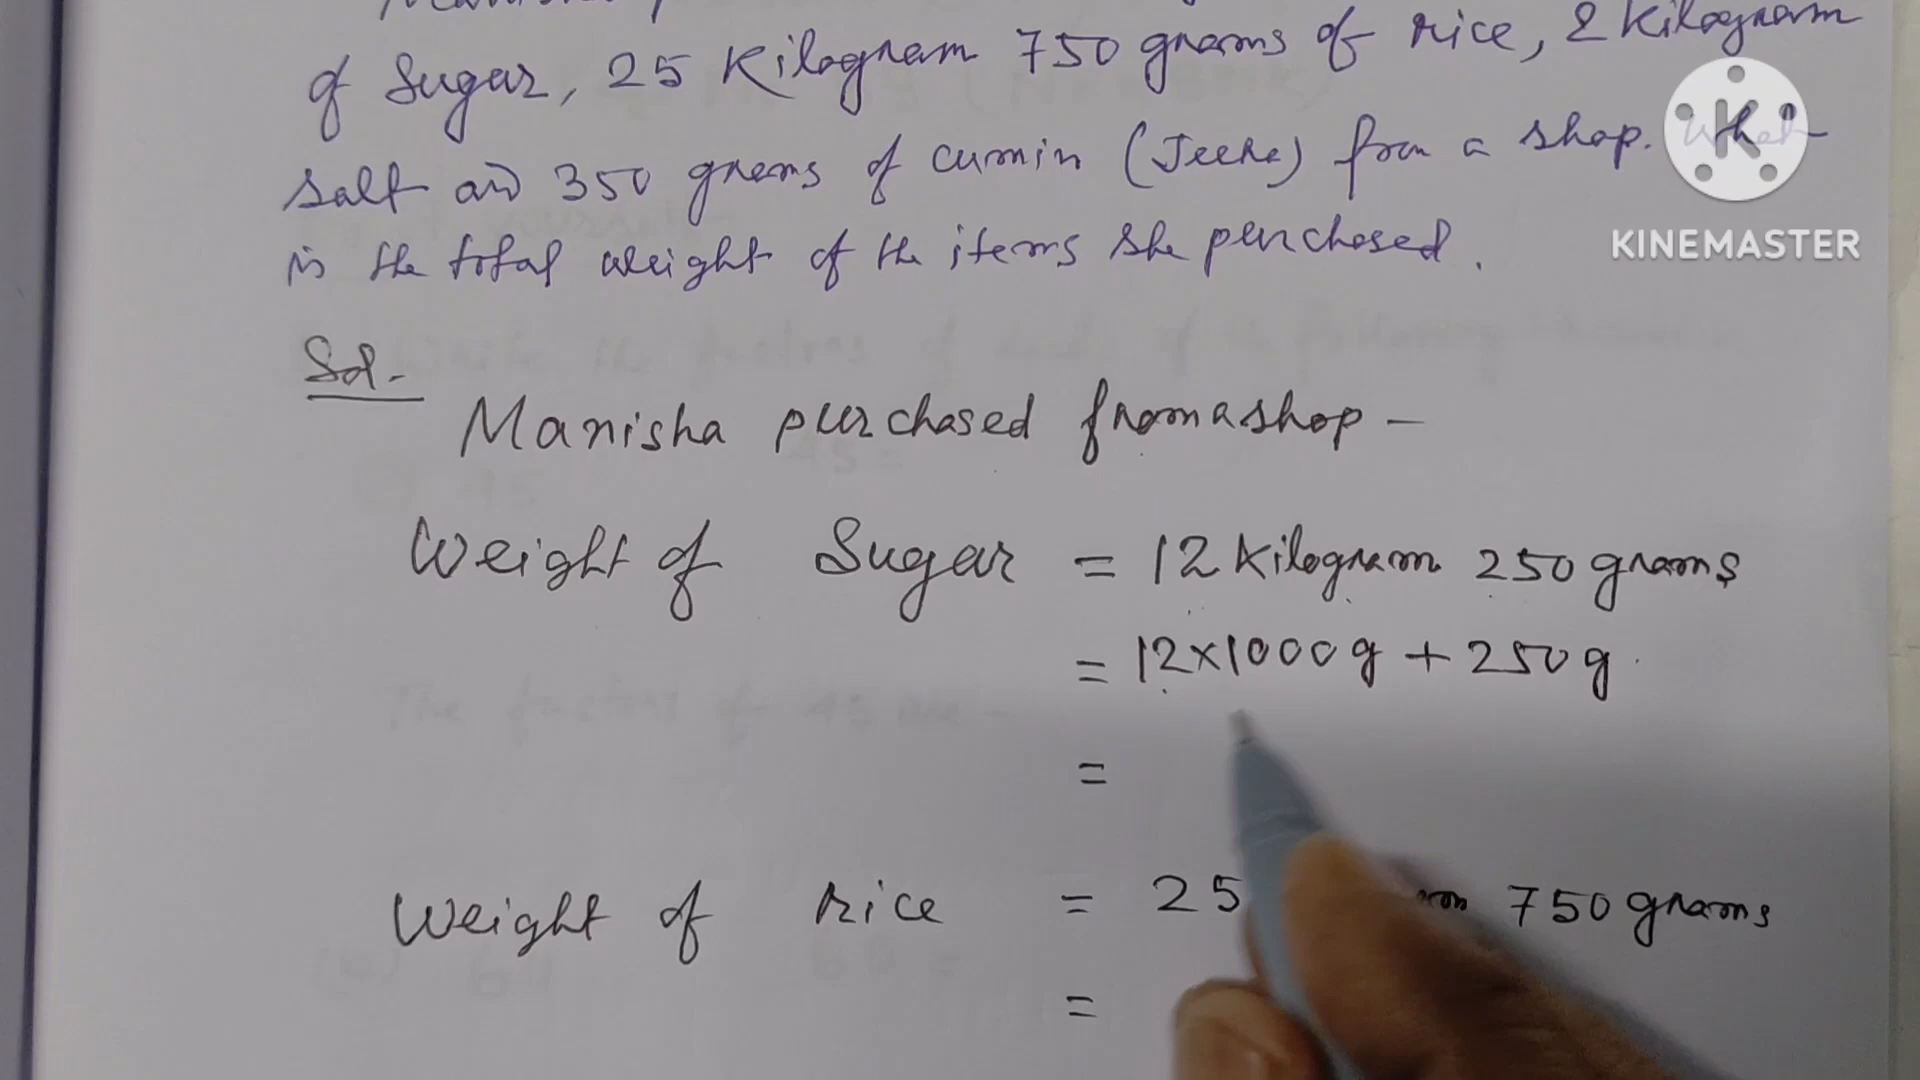 of Sugar, 25 Kilogram 750 grams of rice, 2 Kilogram
salt and 350 grams of cumin (Jeera) from a shop. What
is the total weight of the items she purchased.
KINEMASTER
Sol-
Manisha purchased from a shop -
Weight of Sugar = 12 Kilogram 250 grams
= 12×1000g + 250g
=
Weight of rice = 25 750 grams
=